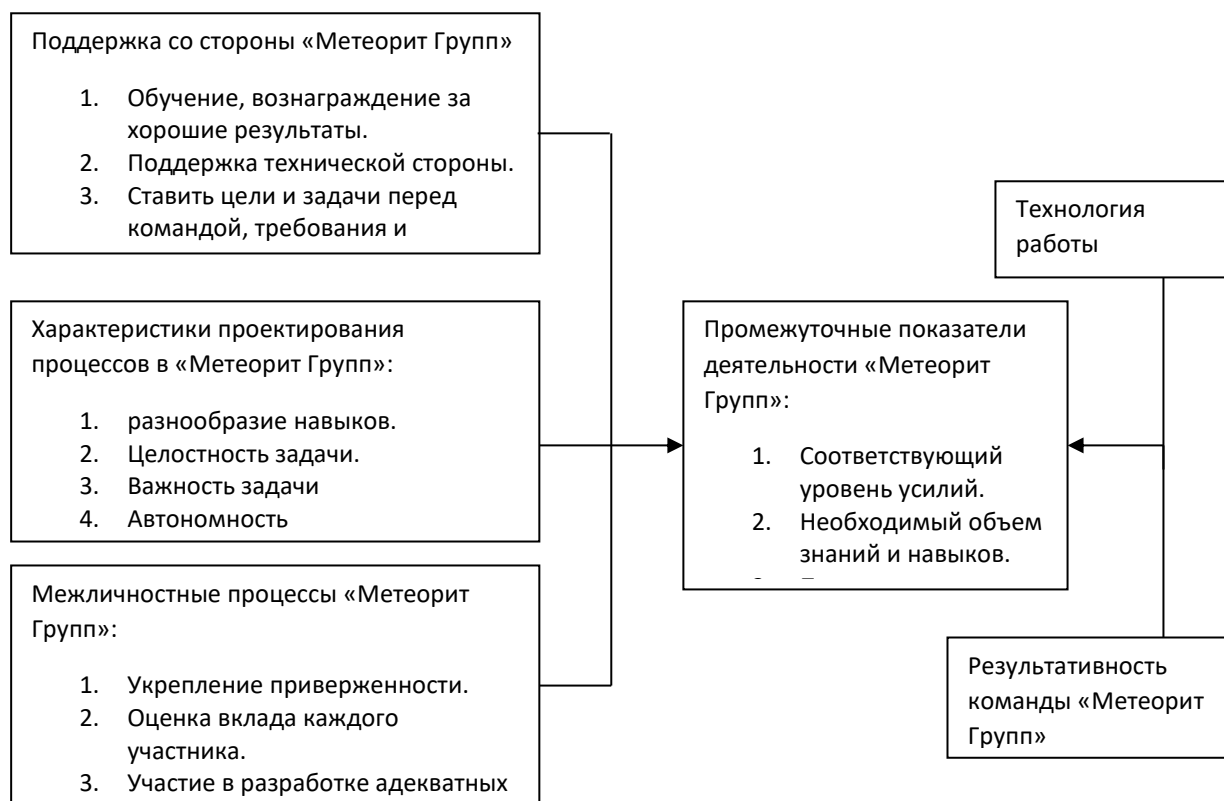 Поддержка со стороны «Метеорит Групп»
1. Обучение, вознаграждение за
хорошие результаты.
2. Поддержка технической стороны.
3. Ставить цели и задачи перед
командой, требования и
Характеристики проектирования
процессов в «Метеорит Групп»:
1. разнообразие навыков.
2. Целостность задачи.
3. Важность задачи
4. Автономность
Межличностные процессы «Метеорит
Групп»:
1. Укрепление приверженности.
2. Оценка вклада каждого
участника.
3. Участие в разработке адекватных
Промежуточные показатели
деятельности «Метеорит
Групп»:
1. Соответствующий
уровень усилий.
2. Необходимый объем
знаний и навыков.
Технология
работы
Результативность
команды «Метеорит
Групп»